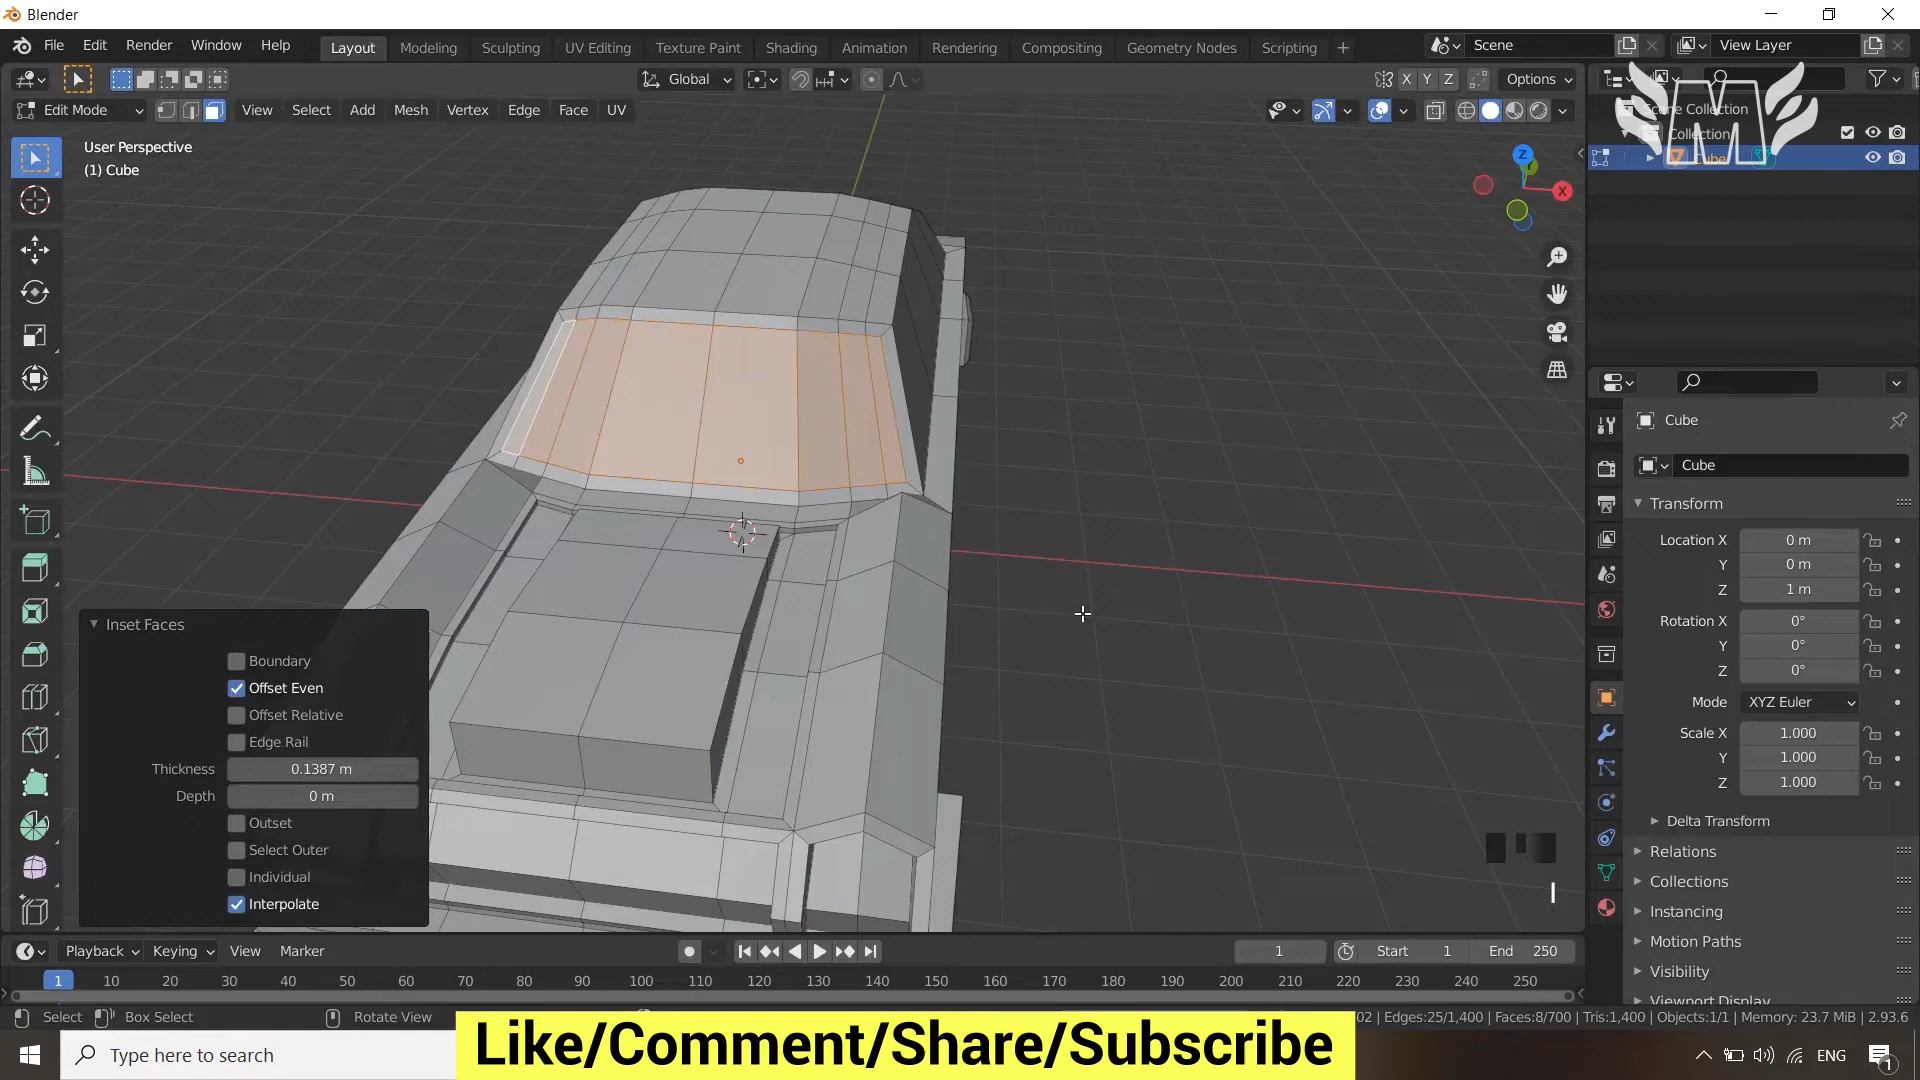 Blender
File Edit Render Window Help
Layout Modeling Sculpting UV Editing Texture Paint Shading Animation Rendering Compositing Geometry Nodes Scripting +
Scene
View Layer
Global
X Y Z
Options
Edit Mode
View Select Add Mesh Vertex Edge Face UV
User Perspective
(1) Cube
Z
X
Scene Collection
Collection
Cube
Cube
Cube
Transform
Location X 0 m
Y 0 m
Z 1 m
Rotation X 0°
Y 0°
Z 0°
Mode XYZ Euler
Scale X 1.000
Y 1.000
Z 1.000
Delta Transform
Relations
Collections
Instancing
Motion Paths
Visibility
Viewport Display
Inset Faces
Boundary
Offset Even
Offset Relative
Edge Rail
Thickness 0.1387 m
Depth 0 m
Outset
Select Outer
Individual
Interpolate
I
Playback Keying View Marker
1
Start 1
End 250
1 10 20 30 40 50 60 70 80 90 100 110 120 130 140 150 160 170 180 190 200 210 220 230 240 250
Select Box Select Rotate View
02 | Edges:25/1,400 | Faces:8/700 | Tris:1,400 | Objects:1/1 | Memory: 23.7 MiB | 2.93.6
Type here to search
Like/Comment/Share/Subscribe
ENG
1